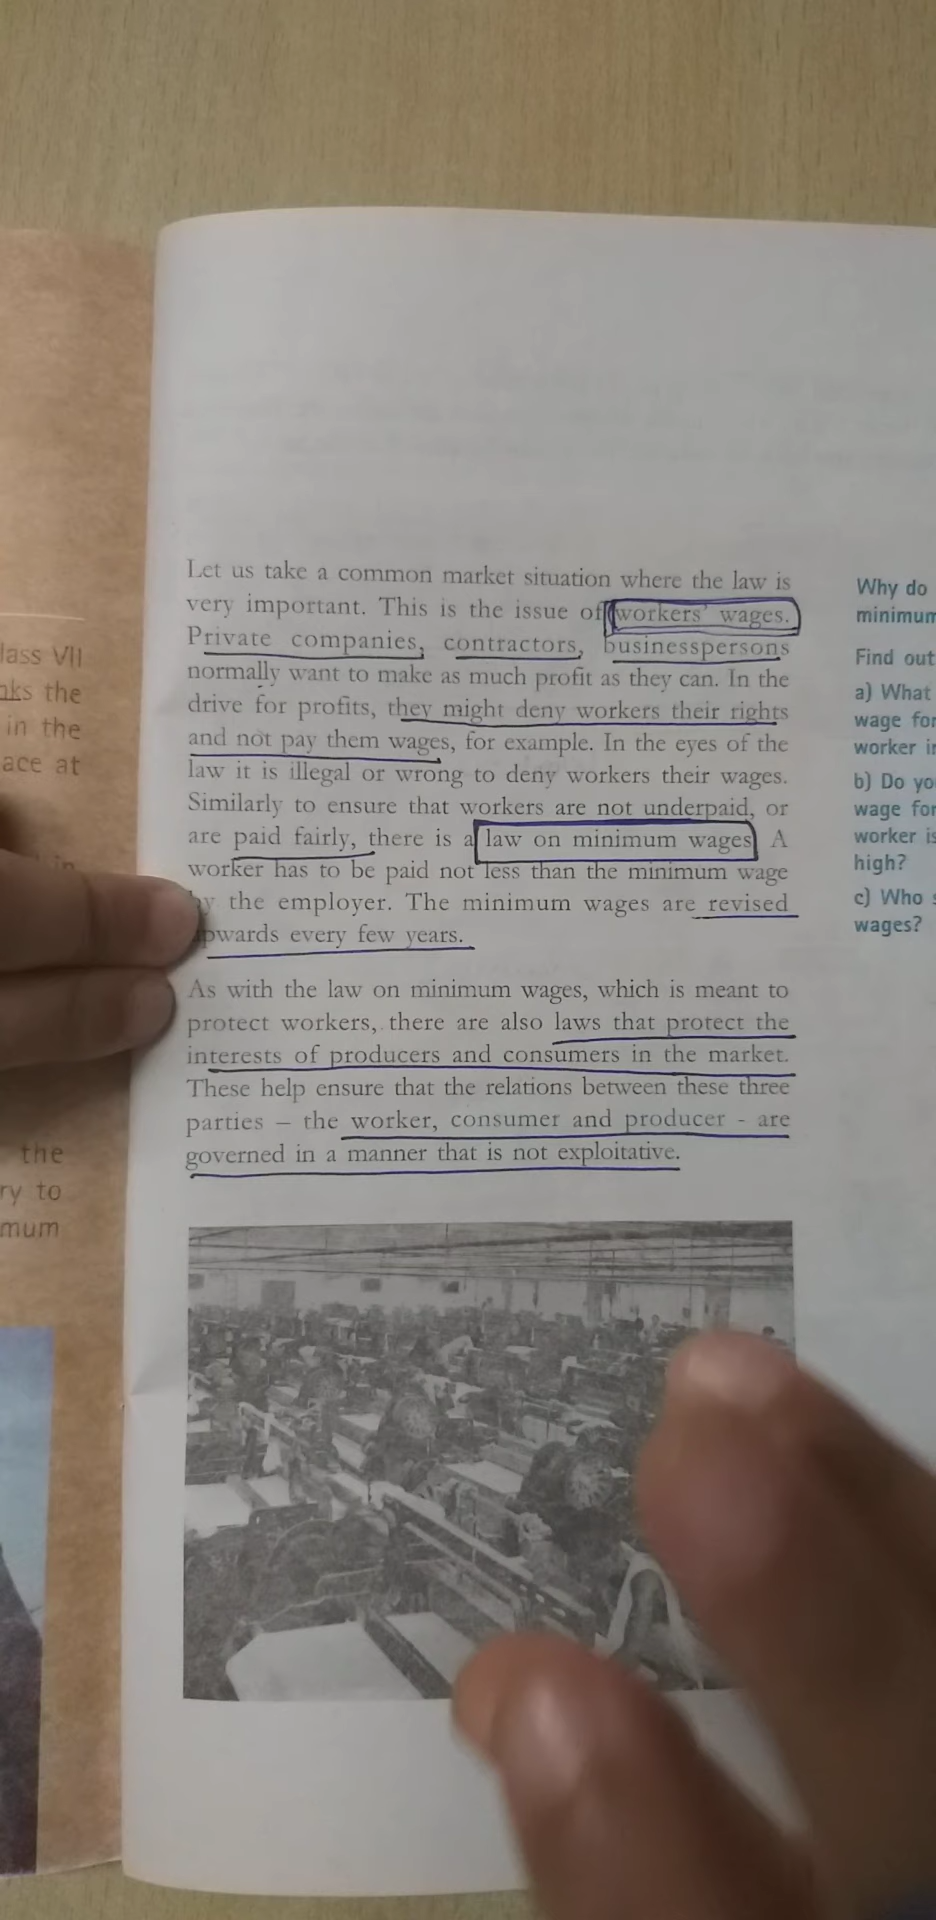 lass VII
aks the
in the
ace at
the
ry to
mum
Let us take a common market situation where the law is
very important. This is the issue of workers' wages.
Private companies, contractors, businesspersons
normally want to make as much profit as they can. In the
drive for profits, they might deny workers their rights
and not pay them wages, for example. In the eyes of the
law it is illegal or wrong to deny workers their wages.
Similarly to ensure that workers are not underpaid, or
are paid fairly, there is a law on minimum wages. A
worker has to be paid not less than the minimum wage
by the employer. The minimum wages are revised
upwards every few years.
As with the law on minimum wages, which is meant to
protect workers, there are also laws that protect the
interests of producers and consumers in the market.
These help ensure that the relations between these three
parties – the worker, consumer and producer - are
governed in a manner that is not exploitative.
Why do
minimum
Find out
a) What
wage for
worker in
b) Do yo
wage for
worker is
high?
c) Who s
wages?